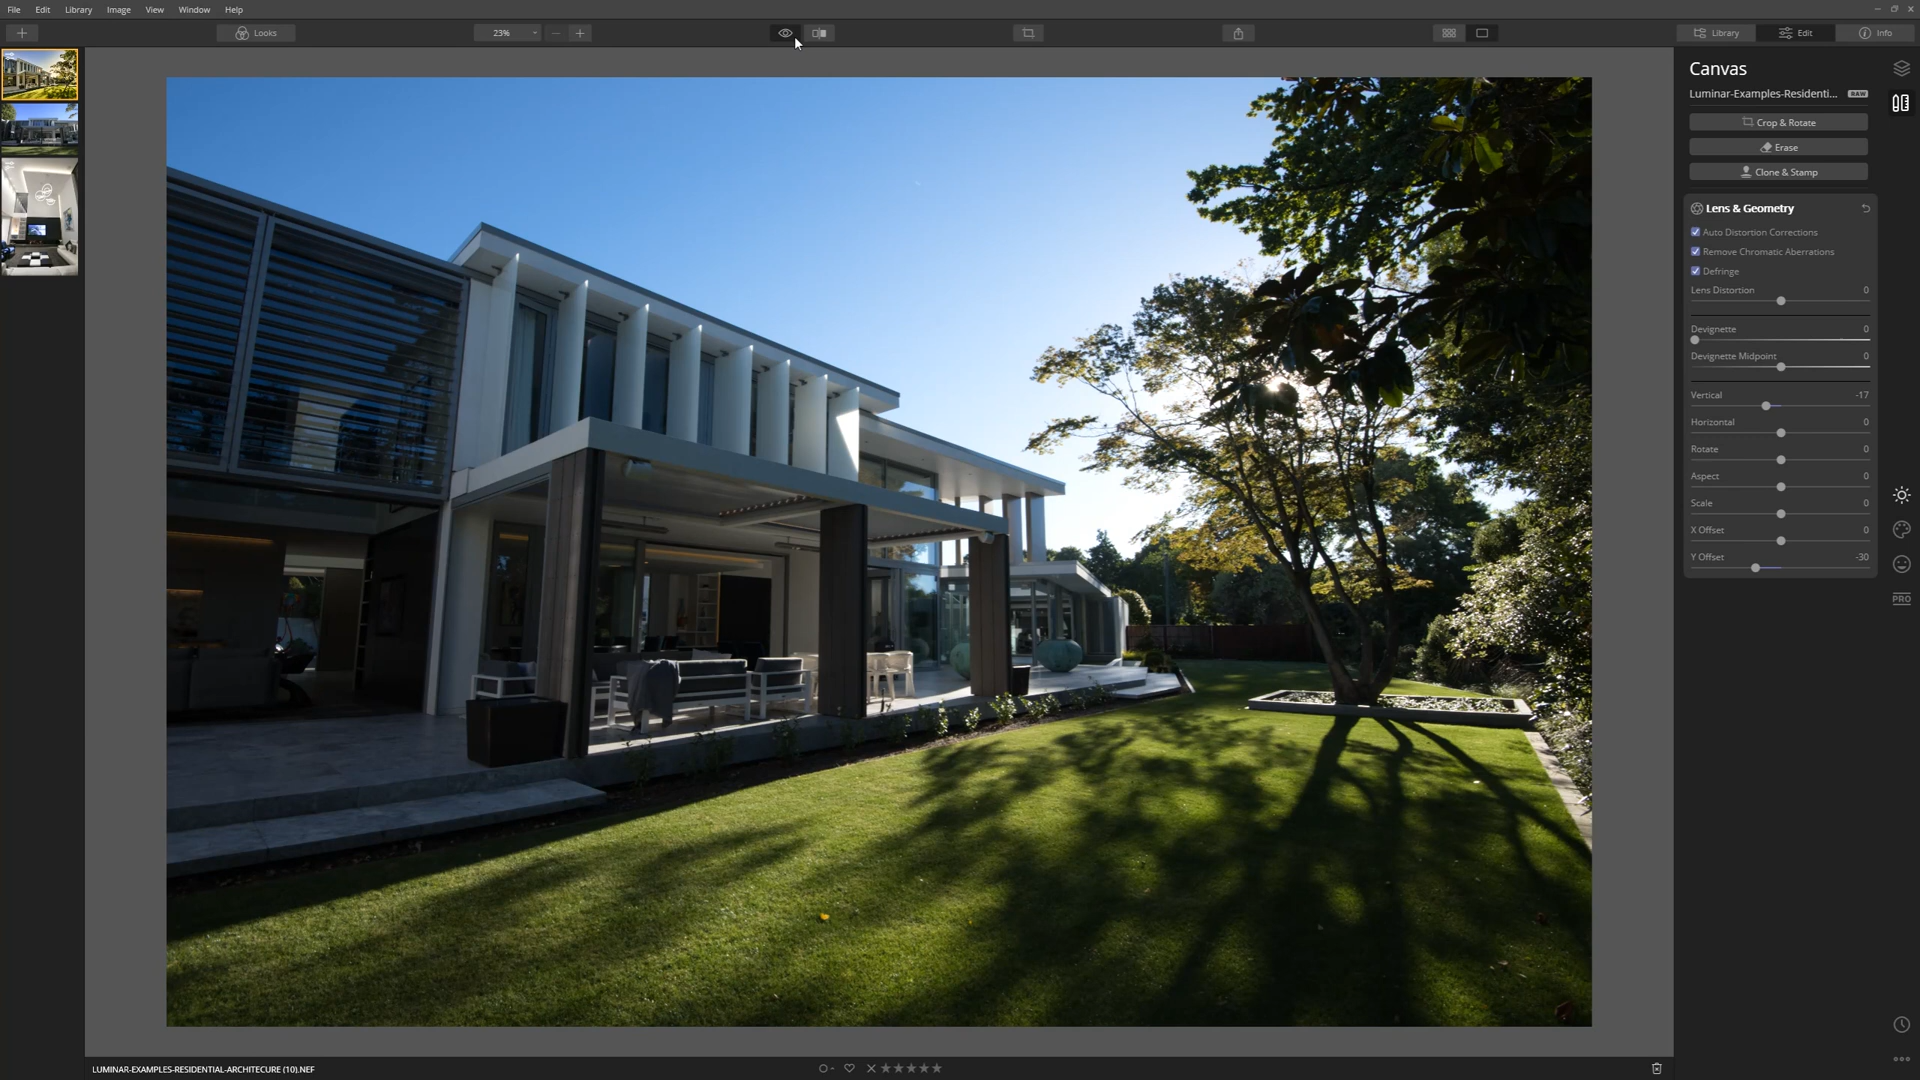 File Edit Library Image View Window Help
Looks 23% Library Edit Info
Canvas
Luminar-Examples-Residenti... RAW
Crop & Rotate
Erase
Clone & Stamp
Lens & Geometry
Auto Distortion Corrections
Remove Chromatic Aberrations
Defringe
Lens Distortion 0
Devignette 0
Devignette Midpoint 0
Vertical -17
Horizontal 0
Rotate 0
Aspect 0
Scale 0
X Offset 0
Y Offset -30
PRO
LUMINAR-EXAMPLES-RESIDENTIAL-ARCHITECURE (10).NEF